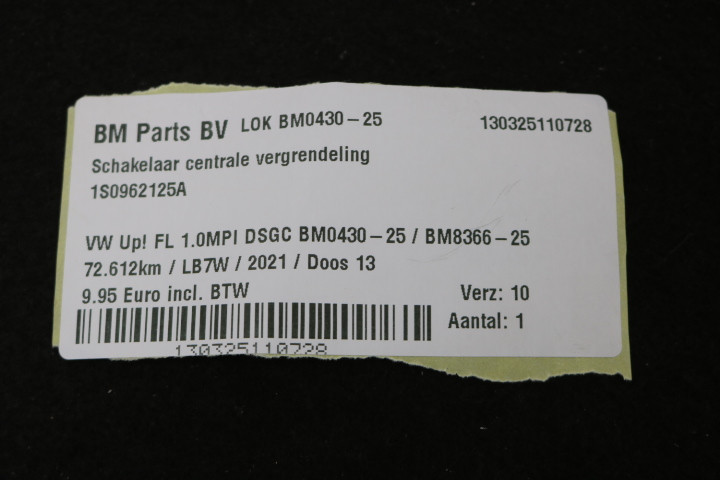 BM Parts BV LOK BM0430-25 130325110728
Schakelaar centrale vergrendeling
1S0962125A
VW Up! FL 1.0MPI DSGC BM0430-25 / BM8366-25
72.612km / LB7W / 2021 / Doos 13
9.95 Euro incl. BTW Verz: 10
Aantal: 1
130325110728